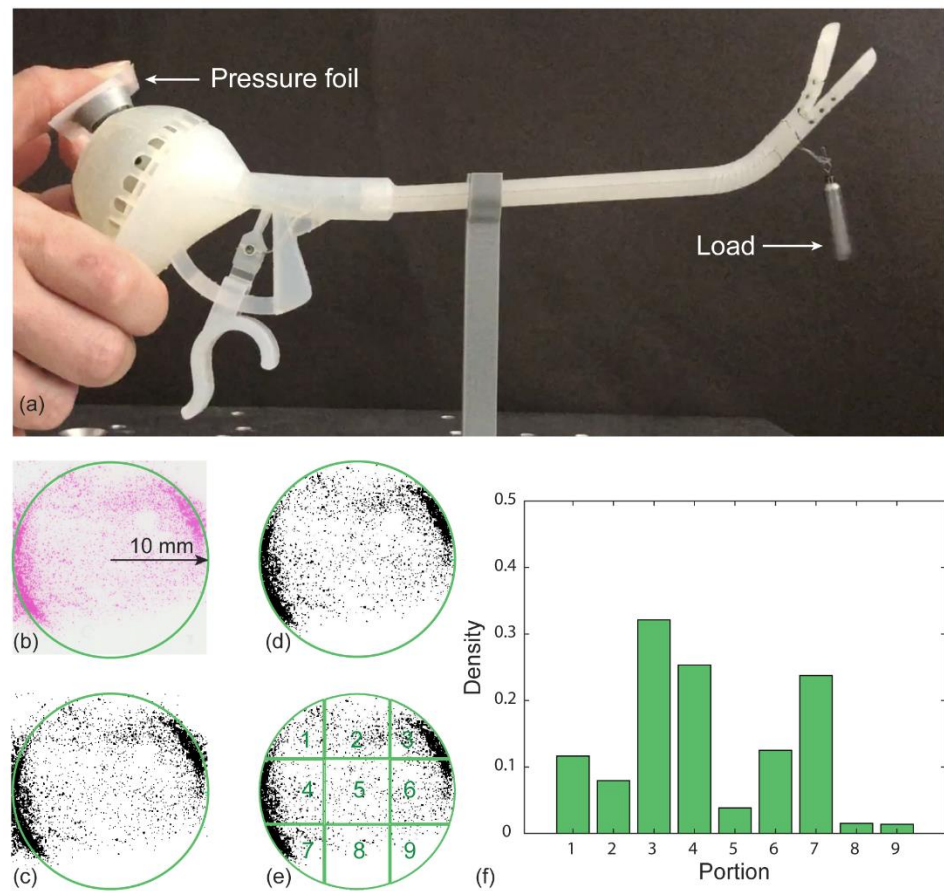 Pressure foil
Load
(a)
10 mm
(b)
(d)
(c)
1 2 3
4 5 6
7 8 9
(e)
0.5
0.4
0.3
0.2
0.1
0
Density
1 2 3 4 5 6 7 8 9
Portion
(f)